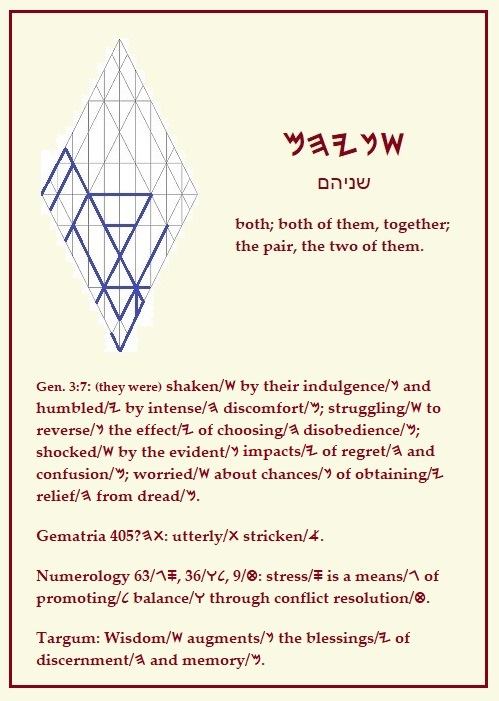 𐤔𐤍𐤉𐤄𐤌
שניהם
both; both of them, together;
the pair, the two of them.
Gen. 3:7: (they were) shaken/𐤔 by their indulgence/𐤍 and
humbled/𐤉 by intense/𐤄 discomfort/𐤌; struggling/𐤔 to
reverse/𐤍 the effect/𐤉 of choosing/𐤄 disobedience/𐤌;
shocked/𐤔 by the evident/𐤍 impacts/𐤉 of regret/𐤄 and
confusion/𐤌; worried/𐤔 about chances/𐤍 of obtaining/𐤉
relief/𐤄 from dread/𐤌.
Gematria 405?𐤕𐤄: utterly/𐤕 stricken/𐤀.
Numerology 63/𐤎𐤂, 36/𐤋𐤅, 9/𐤈: stress/𐤎 is a means/𐤂 of
promoting/𐤋 balance/𐤅 through conflict resolution/𐤈.
Targum: Wisdom/𐤔 augments/𐤍 the blessings/𐤉 of
discernment/𐤄 and memory/𐤌.